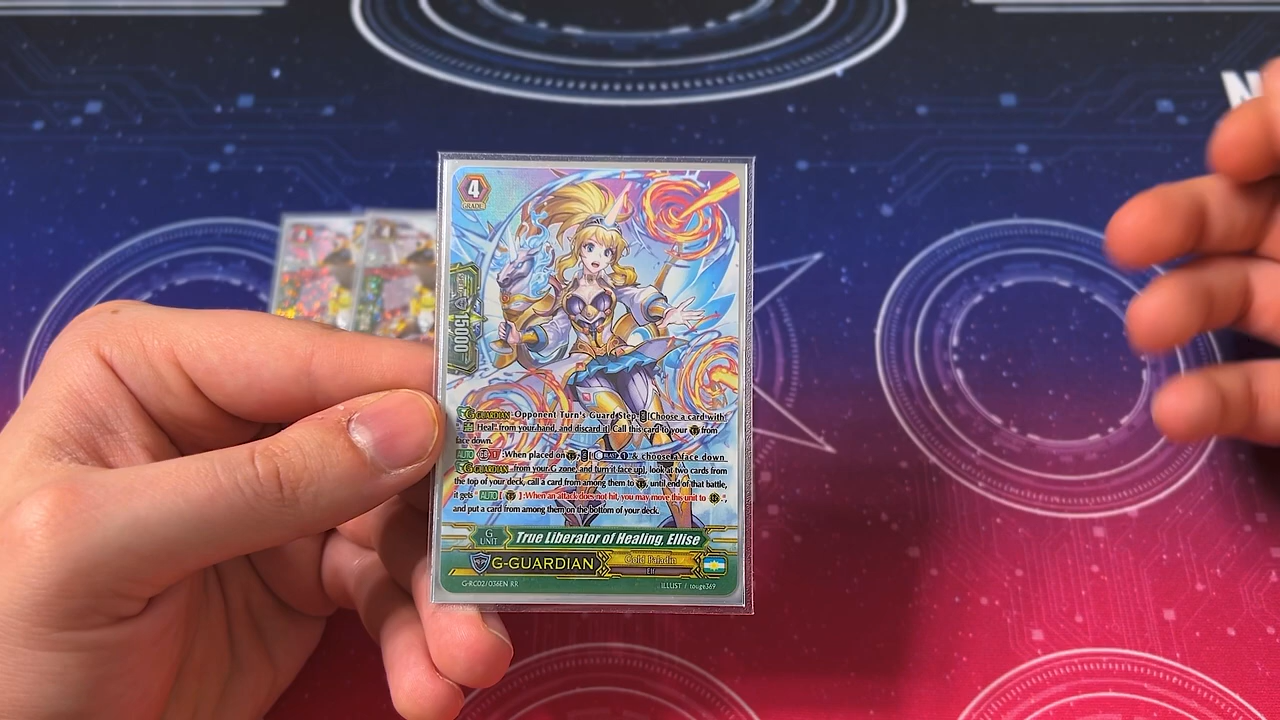 N
4
GRADE
15000
G GUARDIAN Opponent Turn's Guard Step: [Choose a card with
Heal from your hand, and discard it] Call this card to your from
face down.
AUTO GB 1 : When placed on , [ BLAST 1 & choose a face down
G GUARDIAN from your G zone, and turn it face up], look at two cards from
the top of your deck, call a card from among them to , until end of that battle,
it gets " AUTO [ ] : When an attack does not hit, you may move this unit to .",
and put a card from among them on the bottom of your deck.
G
UNIT
True Liberator of Healing, Ellise
G-GUARDIAN
Gold Paladin
Elf
G-RC02/036EN RR
ILLUST / touge369